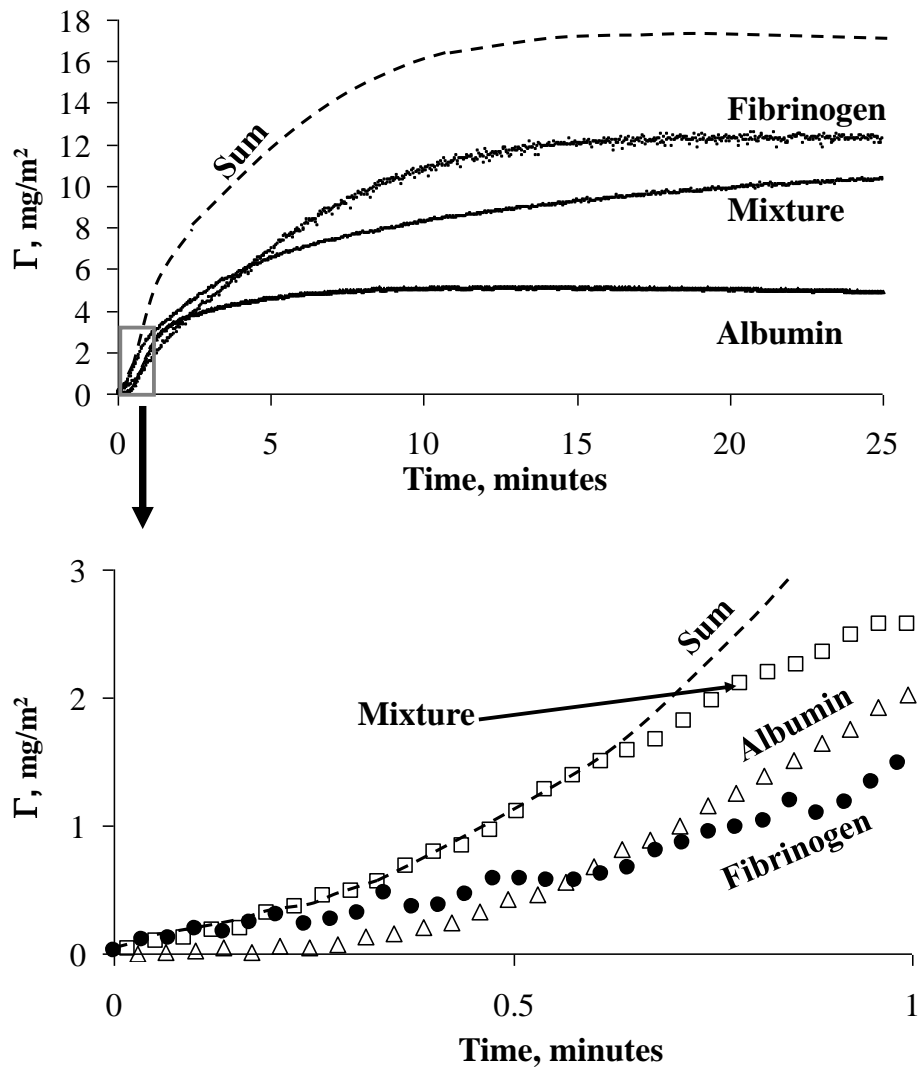 18
16
14
12
10
8
6
4
2
0
Γ, mg/m²
Sum
Fibrinogen
Mixture
Albumin
0 5 10 15 20 25
Time, minutes
3
2
1
0
Γ, mg/m²
Sum
Mixture
Albumin
Fibrinogen
0 0.5 1
Time, minutes